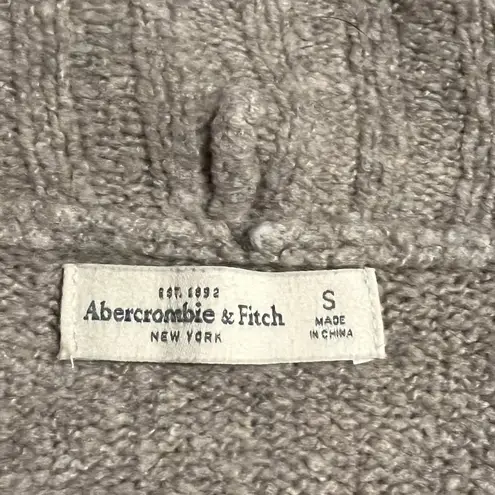 EST. 1892
Abercrombie & Fitch
NEW YORK
S
MADE
IN CHINA